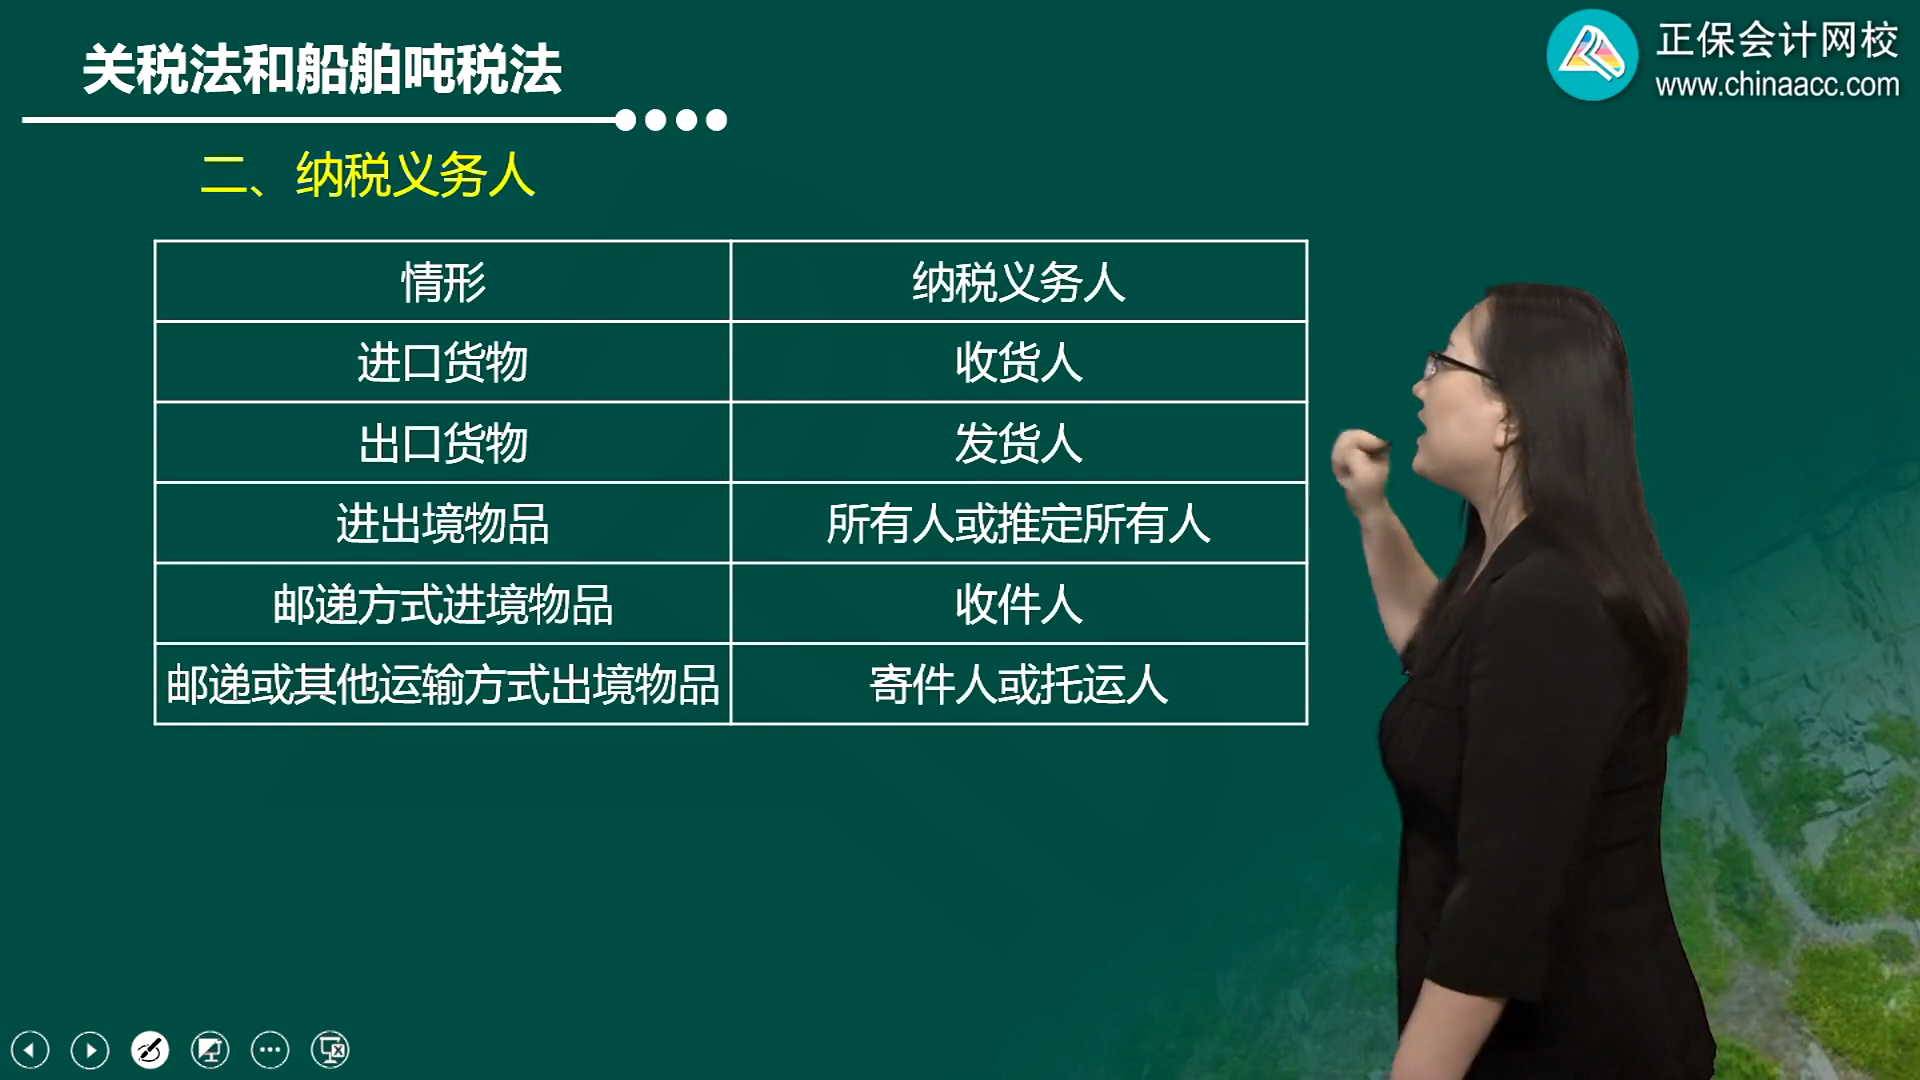 关税法和船舶吨税法
正保会计网校
www.chinaacc.com
二、纳税义务人
情形 纳税义务人
进口货物 收货人
出口货物 发货人
进出境物品 所有人或推定所有人
邮递方式进境物品 收件人
邮递或其他运输方式出境物品 寄件人或托运人